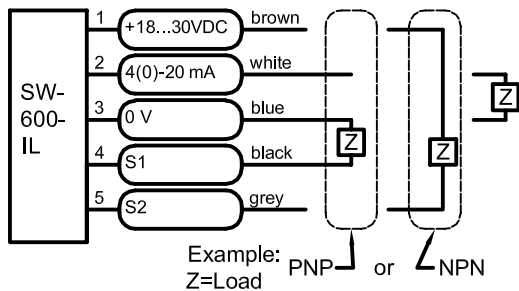 1 +18...30VDC brown
2 4(0)-20 mA white
SW-
600-
IL
3 0 V blue
4 S1 black
5 S2 grey
Z
Z
Z
Example: PNP or NPN
Z=Load